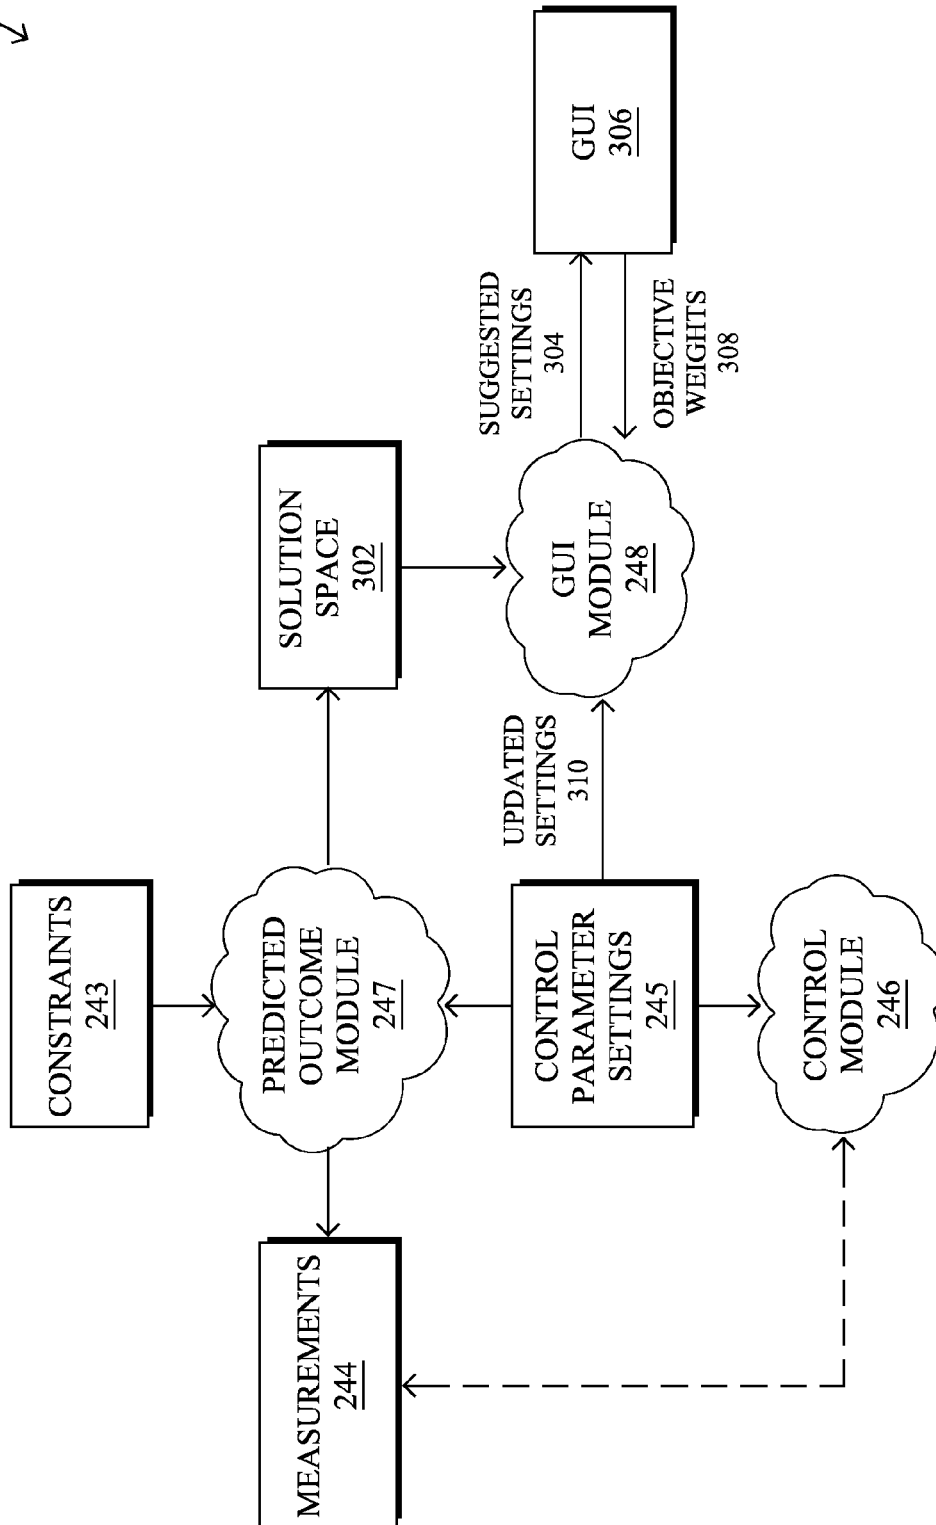 CONSTRAINTS
243
MEASUREMENTS
244
PREDICTED
OUTCOME
MODULE
247
SOLUTION
SPACE
302
CONTROL
PARAMETER
SETTINGS
245
UPDATED
SETTINGS
310
GUI
MODULE
248
SUGGESTED
SETTINGS
304
OBJECTIVE
WEIGHTS
308
GUI
306
CONTROL
MODULE
246